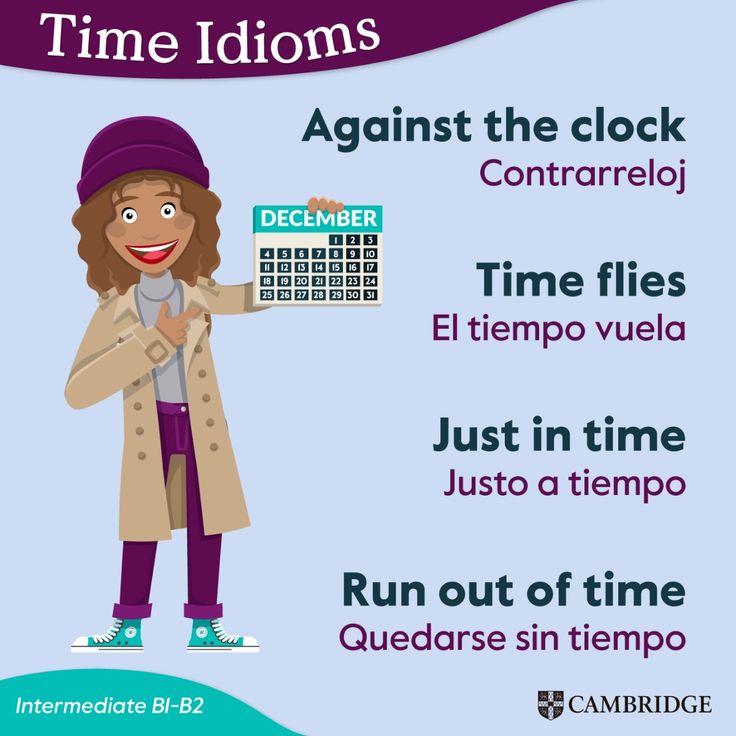 Time Idioms
Against the clock
Contrarreloj
DECEMBER
1 2 3
4 5 6 7 8 9 10
11 12 13 14 15 16 17
18 19 20 21 22 23 24
25 26 27 28 29 30 31
Time flies
El tiempo vuela
Just in time
Justo a tiempo
Run out of time
Quedarse sin tiempo
Intermediate B1-B2
CAMBRIDGE